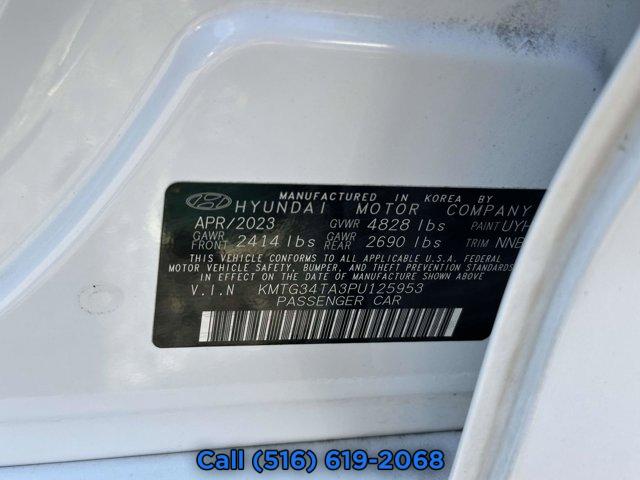 MANUFACTURED IN KOREA BY
HYUNDAI MOTOR COMPANY
APR/2023 GVWR 4828 lbs PAINT UYH
GAWR FRONT 2414 lbs GAWR REAR 2690 lbs TRIM NNB
THIS VEHICLE CONFORMS TO ALL APPLICABLE U.S. FEDERAL
MOTOR VEHICLE SAFETY, BUMPER, AND THEFT PREVENTION STANDARDS
IN EFFECT ON THE DATE OF MANUFACTURE SHOWN ABOVE
V.I.N KMTG34TA3PU125953
PASSENGER CAR
Call (516) 619-2068